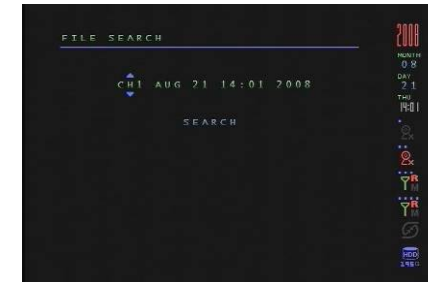 FILE SEARCH
CH1 AUG 21 14:01 2008
SEARCH
2008
MONTH
08
DAY
21
THU
14:01
R
M
R
M
HDD